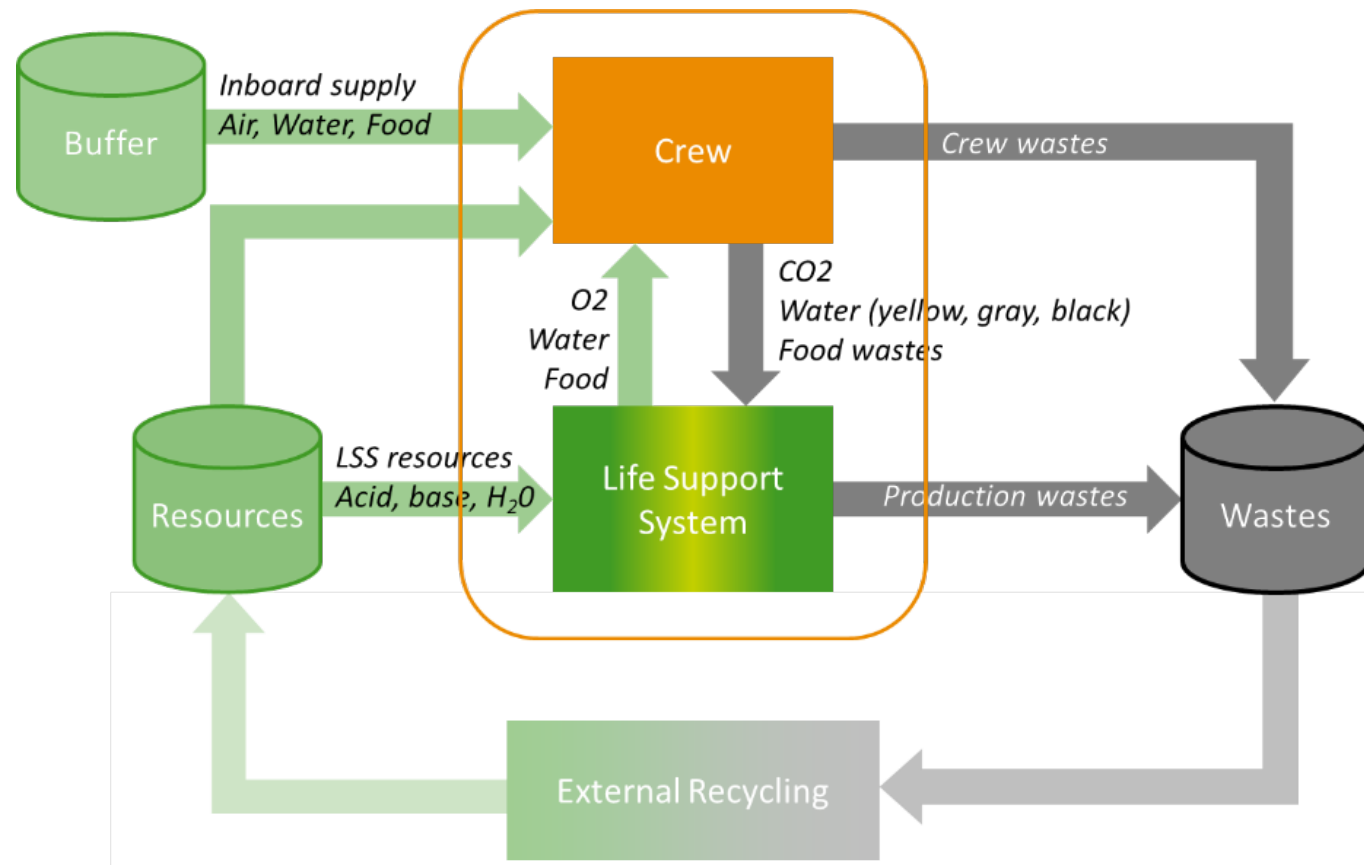 Inboard supply
Air, Water, Food
Buffer
Crew
Crew wastes
O2
Water
Food
CO2
Water (yellow, gray, black)
Food wastes
LSS resources
Acid, base, H₂0
Resources
Life Support
System
Production wastes
Wastes
External Recycling